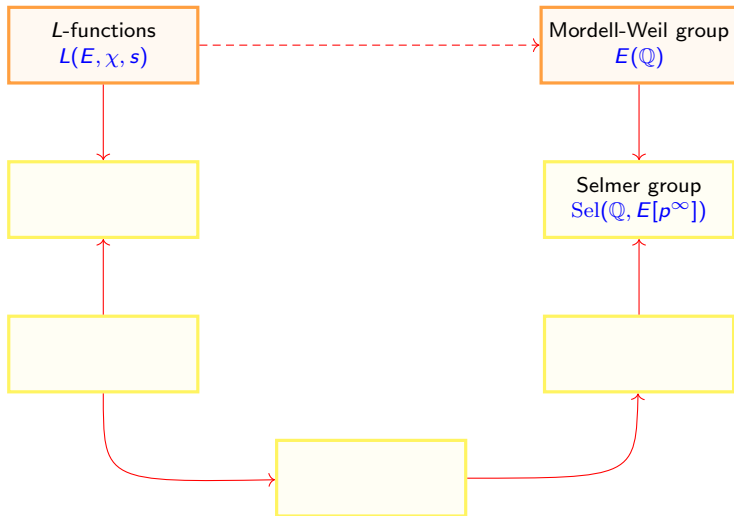 L-functions
L(E, χ, s)
Mordell-Weil group
E(ℚ)
Selmer group
Sel(ℚ, E[p^∞])